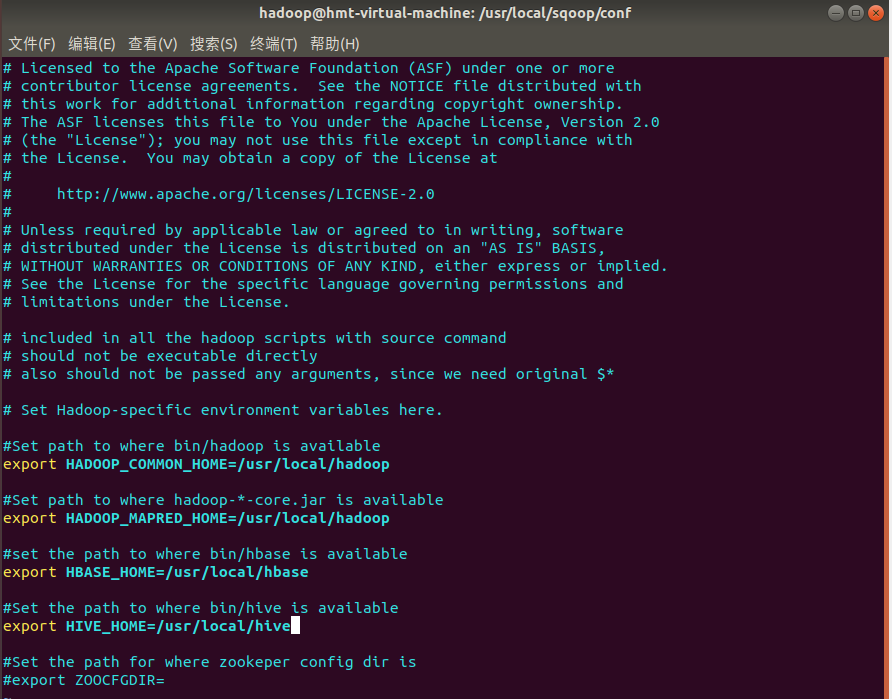 hadoop@hmt-virtual-machine: /usr/local/sqoop/conf
文件(F) 编辑(E) 查看(V) 搜索(S) 终端(T) 帮助(H)
# Licensed to the Apache Software Foundation (ASF) under one or more
# contributor license agreements.  See the NOTICE file distributed with
# this work for additional information regarding copyright ownership.
# The ASF licenses this file to You under the Apache License, Version 2.0
# (the "License"); you may not use this file except in compliance with
# the License.  You may obtain a copy of the License at
#
#     http://www.apache.org/licenses/LICENSE-2.0
#
# Unless required by applicable law or agreed to in writing, software
# distributed under the License is distributed on an "AS IS" BASIS,
# WITHOUT WARRANTIES OR CONDITIONS OF ANY KIND, either express or implied.
# See the License for the specific language governing permissions and
# limitations under the License.

# included in all the hadoop scripts with source command
# should not be executable directly
# also should not be passed any arguments, since we need original $*

# Set Hadoop-specific environment variables here.

#Set path to where bin/hadoop is available
export HADOOP_COMMON_HOME=/usr/local/hadoop

#Set path to where hadoop-*-core.jar is available
export HADOOP_MAPRED_HOME=/usr/local/hadoop

#set the path to where bin/hbase is available
export HBASE_HOME=/usr/local/hbase

#Set the path to where bin/hive is available
export HIVE_HOME=/usr/local/hive

#Set the path for where zookeper config dir is
#export ZOOCFGDIR=
~